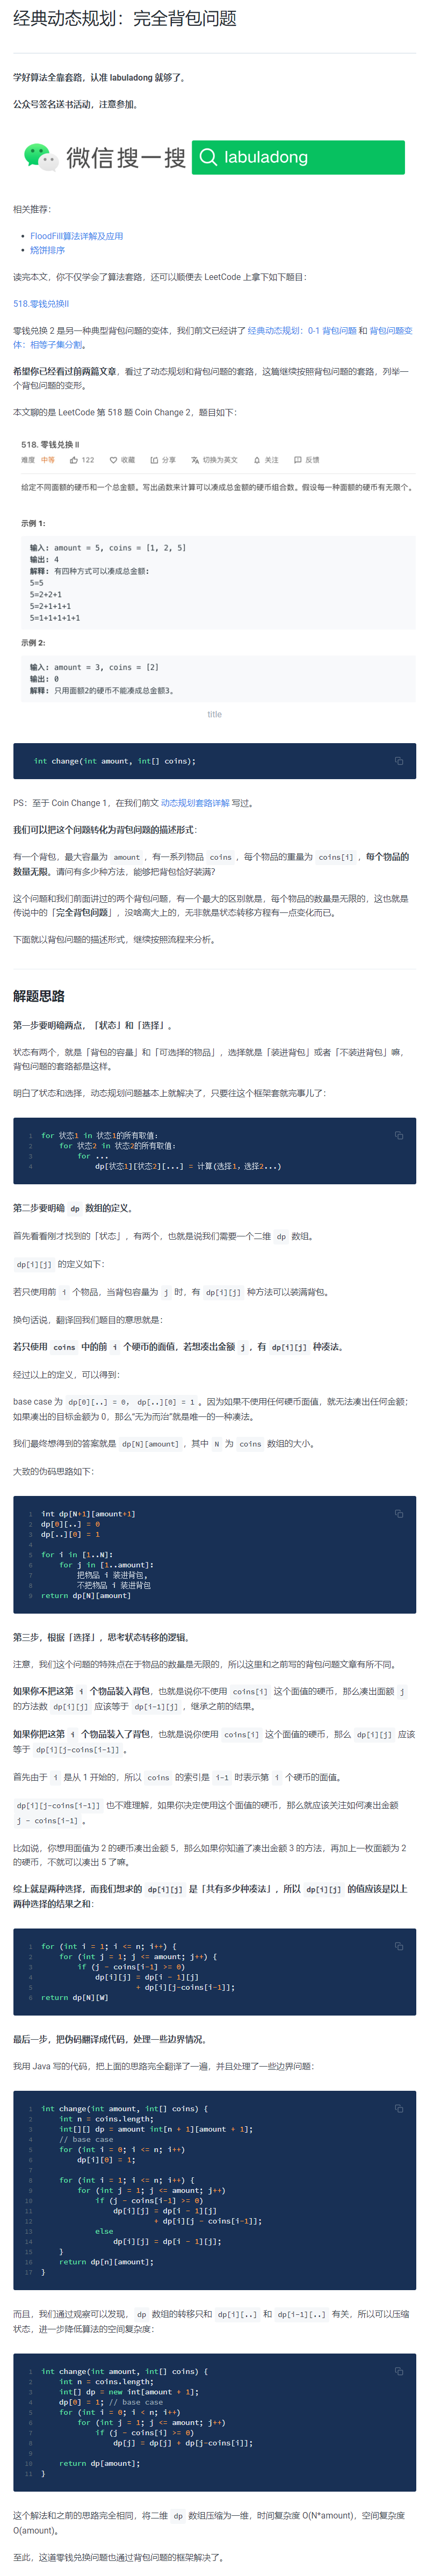 经典动态规划：完全背包问题
学好算法全靠套路，认准 labuladong 就够了。
公众号签名送书活动，注意参加。
微信搜一搜 labuladong
相关推荐：
• FloodFill算法详解及应用
• 烧饼排序
读完本文，你不仅学会了算法套路，还可以顺便去 LeetCode 上拿下如下题目：
518.零钱兑换II
零钱兑换 2 是另一种典型背包问题的变体，我们前文已经讲了 经典动态规划：0-1 背包问题 和 背包问题变
体：相等子集分割。
希望你已经看过前两篇文章，看过了动态规划和背包问题的套路，这篇继续按照背包问题的套路，列举一
个背包问题的变形。
本文聊的是 LeetCode 第 518 题 Coin Change 2，题目如下：
518. 零钱兑换 II
难度 中等 122 收藏 分享 切换为英文 关注 反馈
给定不同面额的硬币和一个总金额。写出函数来计算可以凑成总金额的硬币组合数。假设每一种面额的硬币有无限个。
示例 1:
输入: amount = 5, coins = [1, 2, 5]
输出: 4
解释: 有四种方式可以凑成总金额:
5=5
5=2+2+1
5=2+1+1+1
5=1+1+1+1+1
示例 2:
输入: amount = 3, coins = [2]
输出: 0
解释: 只用面额2的硬币不能凑成总金额3。
title
int change(int amount, int[] coins);
PS：至于 Coin Change 1，在我们前文 动态规划套路详解 写过。
我们可以把这个问题转化为背包问题的描述形式：
有一个背包，最大容量为 amount，有一系列物品 coins，每个物品的重量为 coins[i]，每个物品的
数量无限。请问有多少种方法，能够把背包恰好装满？
这个问题和我们前面讲过的两个背包问题，有一个最大的区别就是，每个物品的数量是无限的，这也就是
传说中的「完全背包问题」，没啥高大上的，无非就是状态转移方程有一点变化而已。
下面就以背包问题的描述形式，继续按照流程来分析。
解题思路
第一步要明确两点，「状态」和「选择」。
状态有两个，就是「背包的容量」和「可选择的物品」，选择就是「装进背包」或者「不装进背包」嘛，
背包问题的套路都是这样。
明白了状态和选择，动态规划问题基本上就解决了，只要往这个框架套就完事儿了：
1 for 状态1 in 状态1的所有取值：
2 for 状态2 in 状态2的所有取值：
3 for ...
4 dp[状态1][状态2][...] = 计算(选择1，选择2...)
第二步要明确 dp 数组的定义。
首先看看刚才找到的「状态」，有两个，也就是说我们需要一个二维 dp 数组。
dp[i][j] 的定义如下：
若只使用前 i 个物品，当背包容量为 j 时，有 dp[i][j] 种方法可以装满背包。
换句话说，翻译回我们题目的意思就是：
若只使用 coins 中的前 i 个硬币的面值，若想凑出金额 j，有 dp[i][j] 种凑法。
经过以上的定义，可以得到：
base case 为 dp[0][..] = 0， dp[..][0] = 1。因为如果不使用任何硬币面值，就无法凑出任何金额；
如果凑出的目标金额为 0，那么“无为而治”就是唯一的一种凑法。
我们最终想得到的答案就是 dp[N][amount]，其中 N 为 coins 数组的大小。
大致的伪码思路如下：
1 int dp[N+1][amount+1]
2 dp[0][..] = 0
3 dp[..][0] = 1
4
5 for i in [1..N]:
6 for j in [1..amount]:
7 把物品 i 装进背包,
8 不把物品 i 装进背包
9 return dp[N][amount]
第三步，根据「选择」，思考状态转移的逻辑。
注意，我们这个问题的特殊点在于物品的数量是无限的，所以这里和之前写的背包问题文章有所不同。
如果你不把这第 i 个物品装入背包，也就是说你不使用 coins[i] 这个面值的硬币，那么凑出面额 j
的方法数 dp[i][j] 应该等于 dp[i-1][j]，继承之前的结果。
如果你把这第 i 个物品装入了背包，也就是说你使用 coins[i] 这个面值的硬币，那么 dp[i][j] 应该
等于 dp[i][j-coins[i-1]]。
首先由于 i 是从 1 开始的，所以 coins 的索引是 i-1 时表示第 i 个硬币的面值。
dp[i][j-coins[i-1]] 也不难理解，如果你决定使用这个面值的硬币，那么就应该关注如何凑出金额
j - coins[i-1]。
比如说，你想用面值为 2 的硬币凑出金额 5，那么如果你知道了凑出金额 3 的方法，再加上一枚面额为 2
的硬币，不就可以凑出 5 了嘛。
综上就是两种选择，而我们想求的 dp[i][j] 是「共有多少种凑法」，所以 dp[i][j] 的值应该是以上
两种选择的结果之和：
1 for (int i = 1; i <= n; i++) {
2 for (int j = 1; j <= amount; j++) {
3 if (j - coins[i-1] >= 0)
4 dp[i][j] = dp[i - 1][j]
5 + dp[i][j-coins[i-1]];
6 return dp[N][W]
最后一步，把伪码翻译成代码，处理一些边界情况。
我用 Java 写的代码，把上面的思路完全翻译了一遍，并且处理了一些边界问题：
1 int change(int amount, int[] coins) {
2 int n = coins.length;
3 int[][] dp = amount int[n + 1][amount + 1];
4 // base case
5 for (int i = 0; i <= n; i++)
6 dp[i][0] = 1;
7
8 for (int i = 1; i <= n; i++) {
9 for (int j = 1; j <= amount; j++)
10 if (j - coins[i-1] >= 0)
11 dp[i][j] = dp[i - 1][j]
12 + dp[i][j - coins[i-1]];
13 else
14 dp[i][j] = dp[i - 1][j];
15 }
16 return dp[n][amount];
17 }
而且，我们通过观察可以发现， dp 数组的转移只和 dp[i][..] 和 dp[i-1][..] 有关，所以可以压缩
状态，进一步降低算法的空间复杂度：
1 int change(int amount, int[] coins) {
2 int n = coins.length;
3 int[] dp = new int[amount + 1];
4 dp[0] = 1; // base case
5 for (int i = 0; i < n; i++)
6 for (int j = 1; j <= amount; j++)
7 if (j - coins[i] >= 0)
8 dp[j] = dp[j] + dp[j-coins[i]];
9
10 return dp[amount];
11 }
这个解法和之前的思路完全相同，将二维 dp 数组压缩为一维，时间复杂度 O(N*amount)，空间复杂度
O(amount)。
至此，这道零钱兑换问题也通过背包问题的框架解决了。